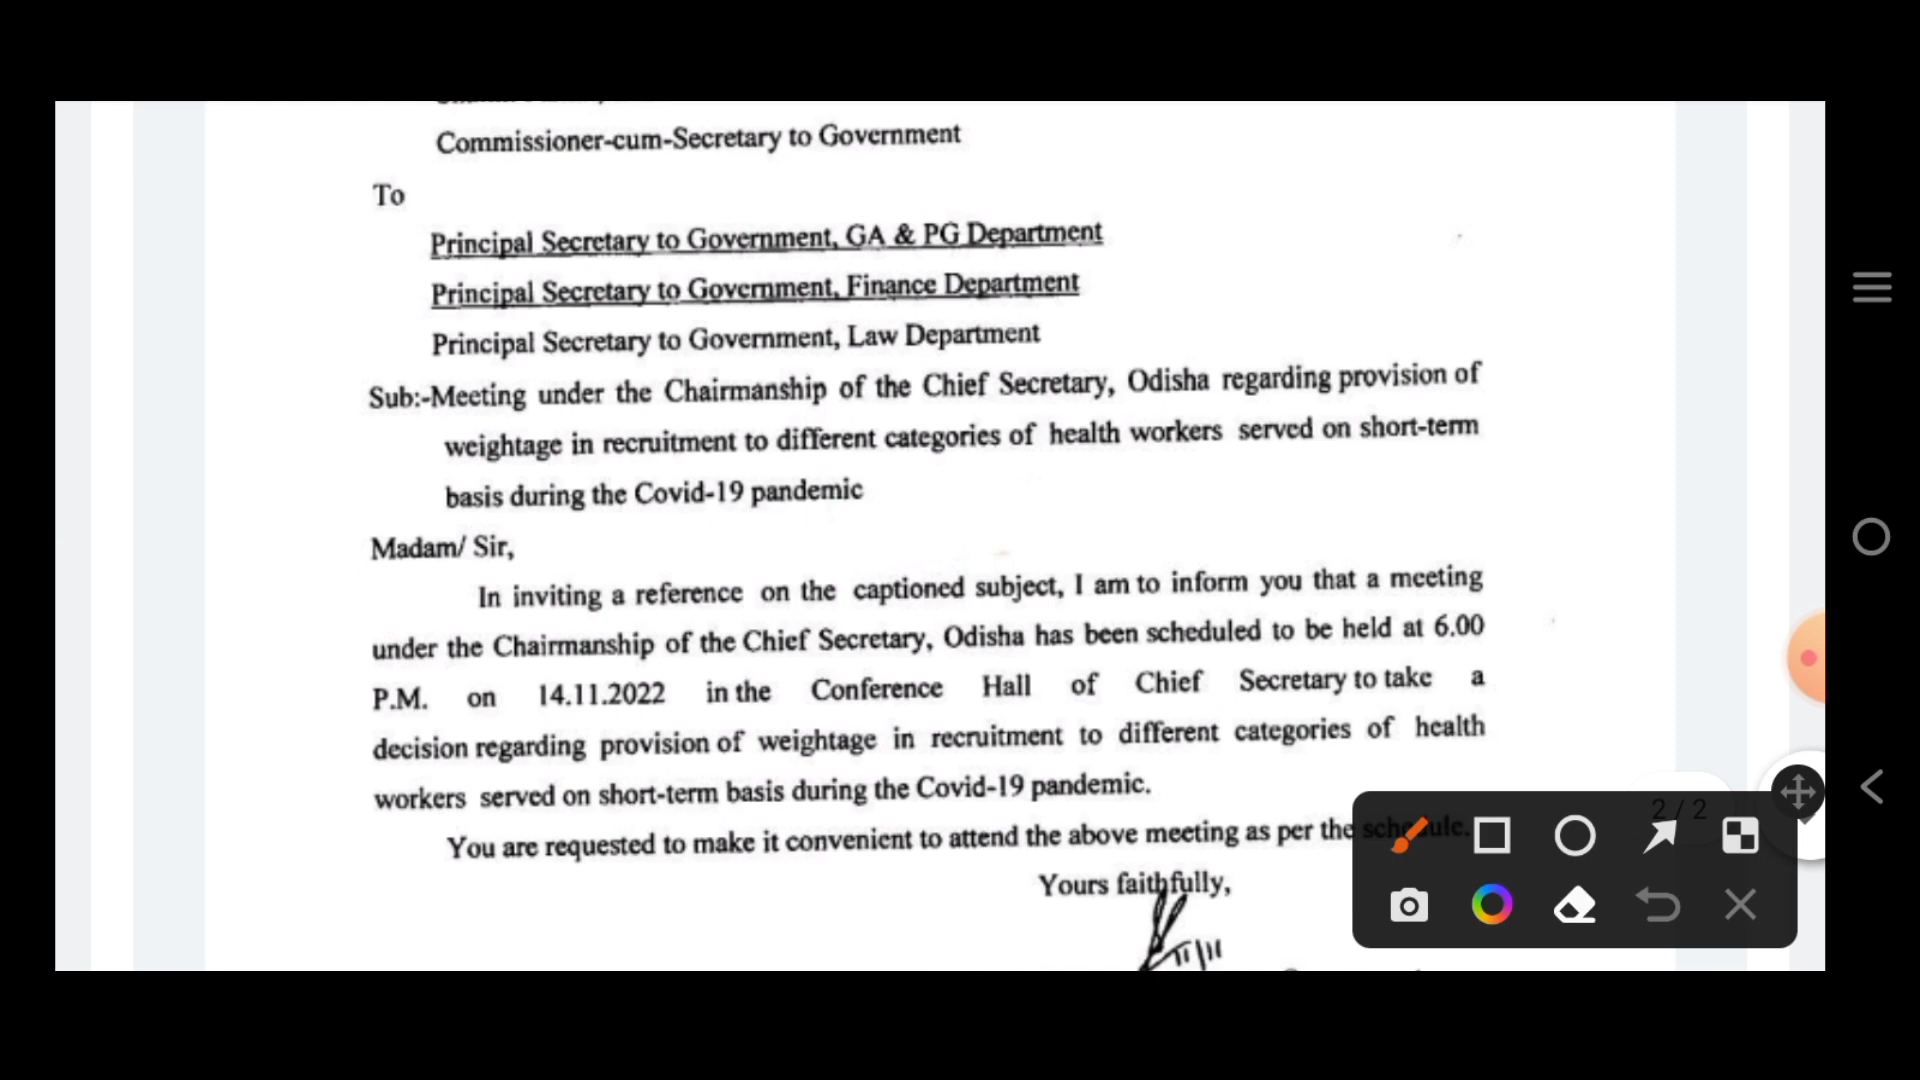 Commissioner-cum-Secretary to Government
To
Principal Secretary to Government, GA & PG Department
Principal Secretary to Government, Finance Department
Principal Secretary to Government, Law Department
Sub:-Meeting under the Chairmanship of the Chief Secretary, Odisha regarding provision of
weightage in recruitment to different categories of health workers served on short-term
basis during the Covid-19 pandemic
Madam/ Sir,
In inviting a reference on the captioned subject, I am to inform you that a meeting
under the Chairmanship of the Chief Secretary, Odisha has been scheduled to be held at 6.00
P.M. on 14.11.2022 in the Conference Hall of Chief Secretary to take a
decision regarding provision of weightage in recruitment to different categories of health
workers served on short-term basis during the Covid-19 pandemic.
You are requested to make it convenient to attend the above meeting as per the schedule.
2 / 2
Yours faithfully,